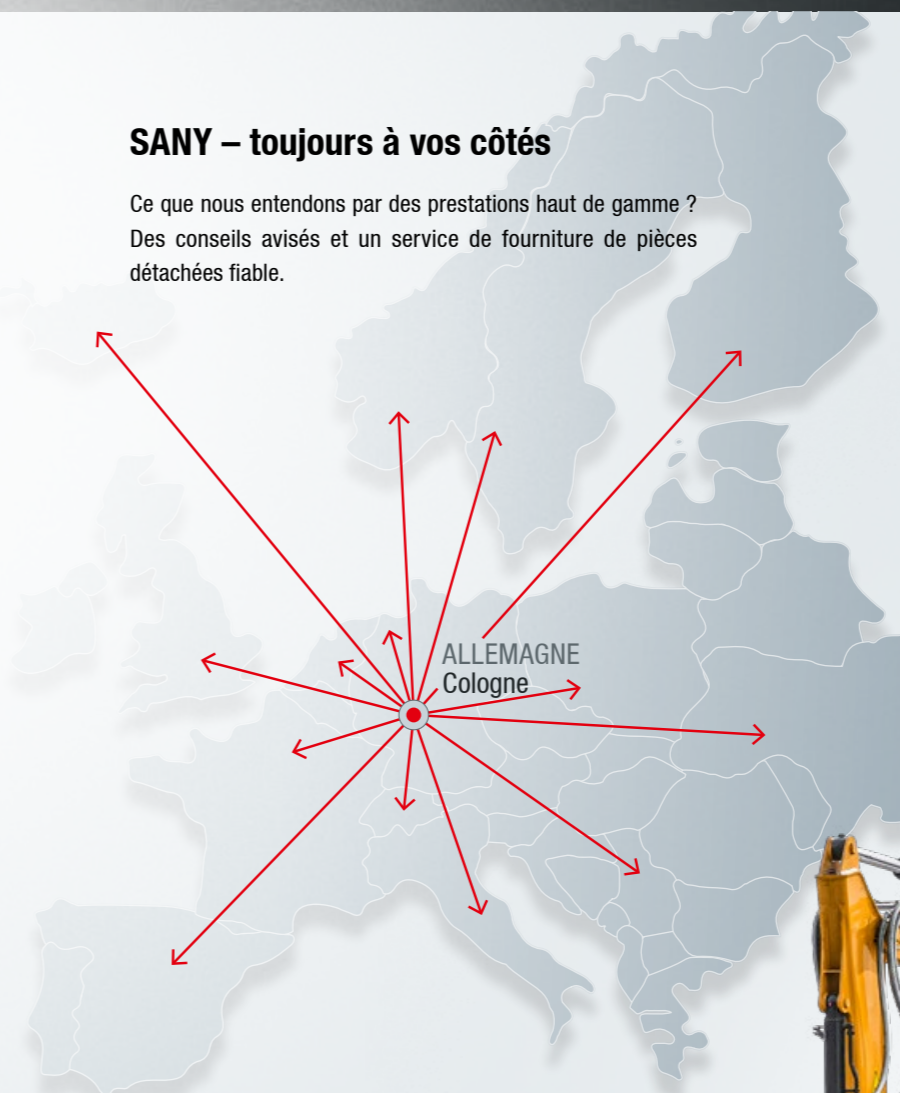 SANY – toujours à vos côtés
Ce que nous entendons par des prestations haut de gamme ?
Des conseils avisés et un service de fourniture de pièces
détachées fiable.
ALLEMAGNE
Cologne